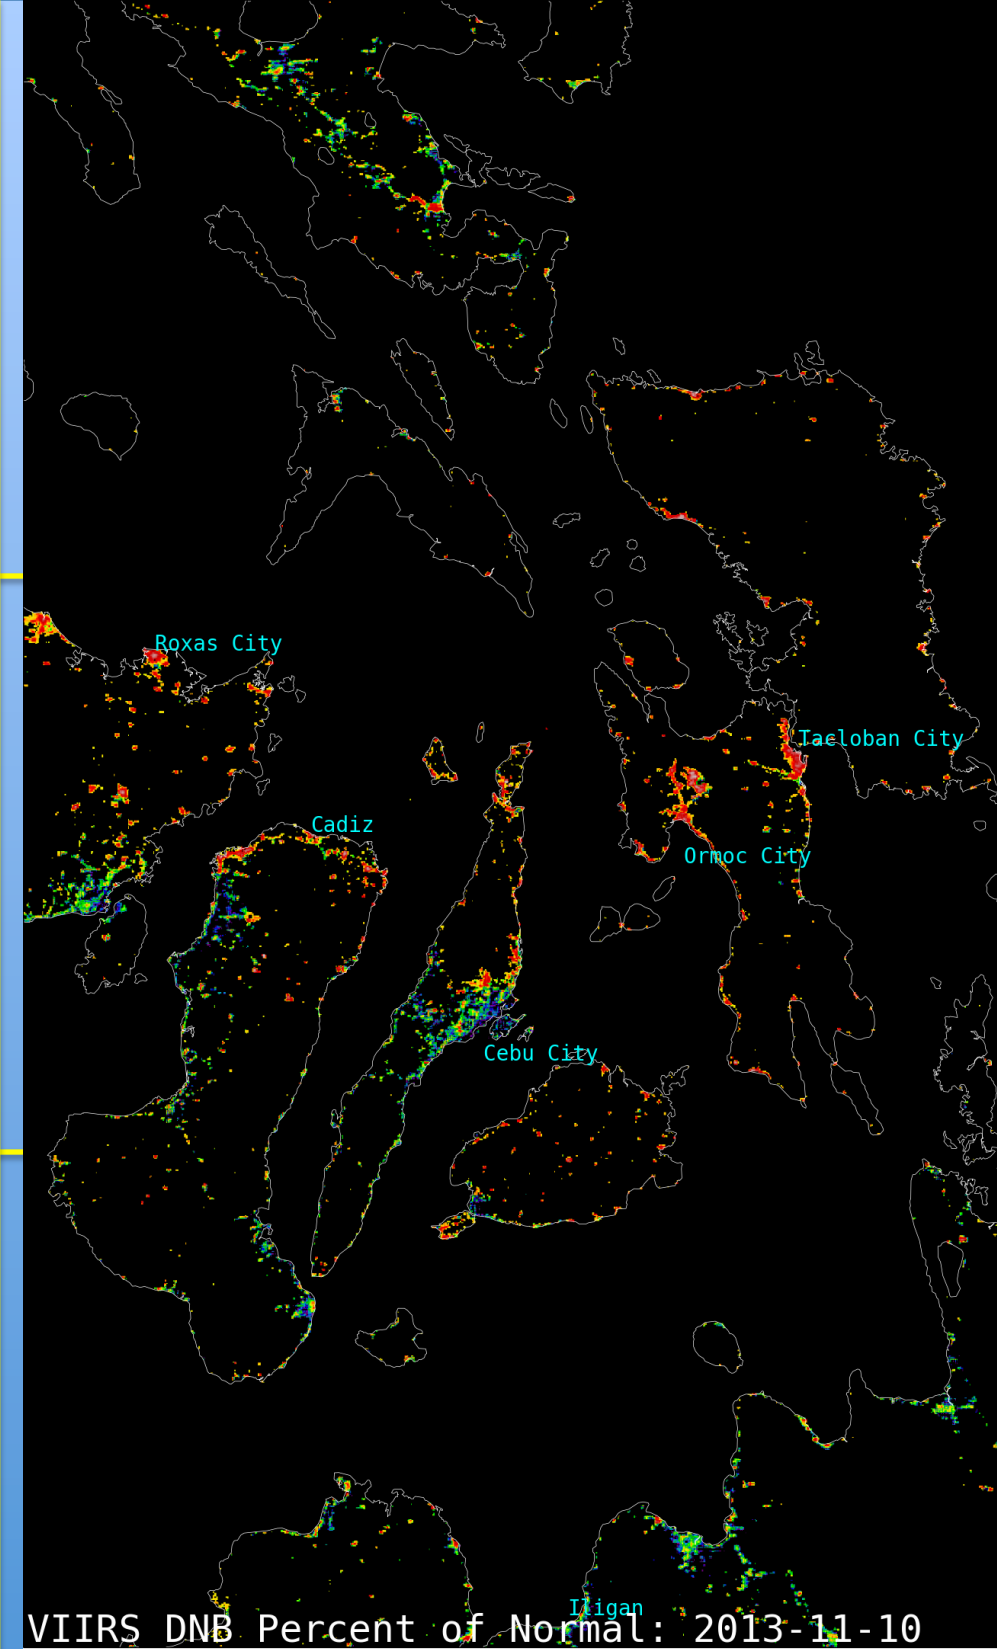 Roxas City
Tacloban City
Cadiz
Ormoc City
Cebu City
Iligan
VIIRS DNB Percent of Normal: 2013-11-10